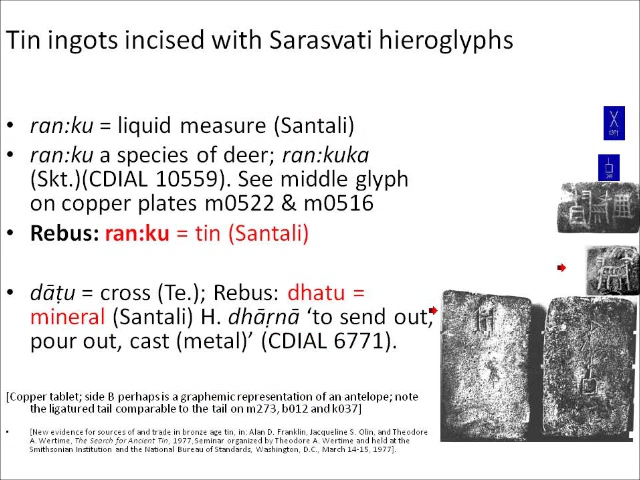 Tin ingots incised with Sarasvati hieroglyphs
• ran:ku = liquid measure (Santali)
• ran:ku a species of deer; ran:kuka
(Skt.)(CDIAL 10559). See middle glyph
on copper plates m0522 & m0516
• Rebus: ran:ku = tin (Santali)
• dāṭu = cross (Te.); Rebus: dhatu =
mineral (Santali) H. dhāṛnā ‘to send out,
pour out, cast (metal)’ (CDIAL 6771).
[Copper tablet; side B perhaps is a graphemic representation of an antelope; note
the ligatured tail comparable to the tail on m273, b012 and k037]
• [New evidence for sources of and trade in bronze age tin, in: Alan D. Franklin, Jacqueline S. Olin, and Theodore
A. Wertime, The Search for Ancient Tin, 1977, Seminar organized by Theodore A. Wertime and held at the
Smithsonian Institution and the National Bureau of Standards, Washington, D.C., March 14-15, 1977].